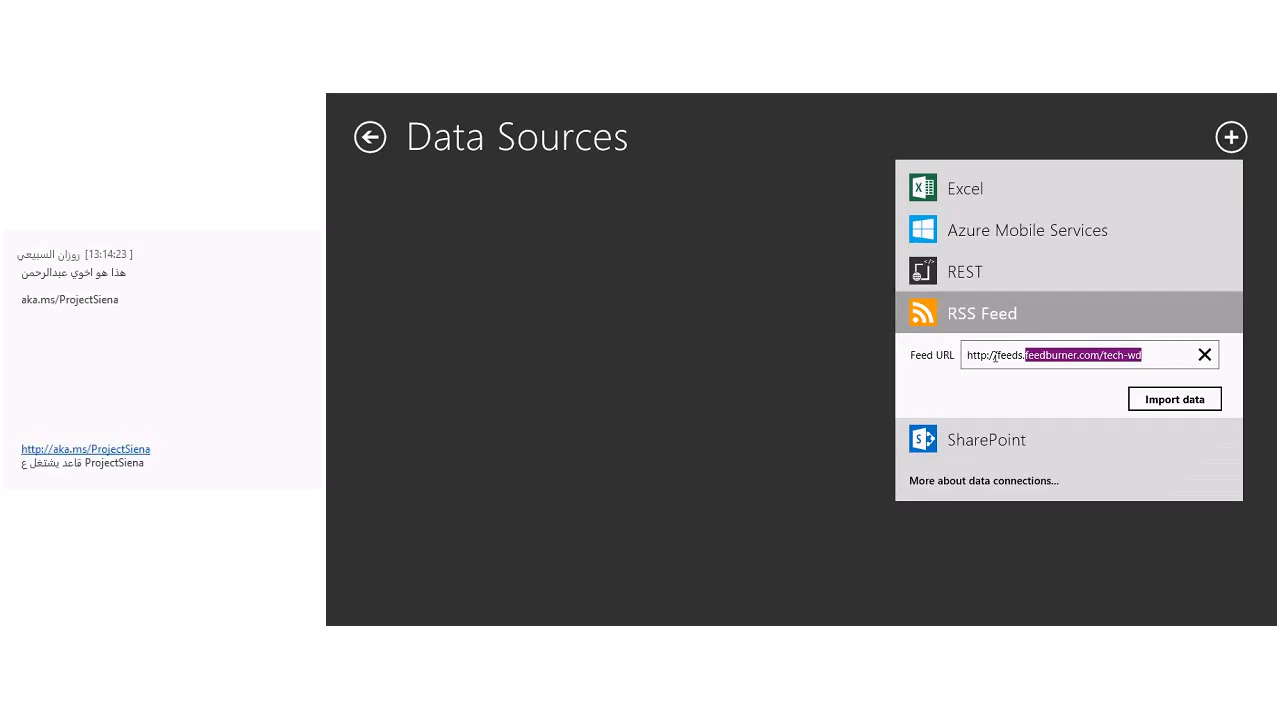 روزان السبيعي [13:14:23 ]
هذا هو اخوي عبدالرحمن
aka.ms/ProjectSiena
http://aka.ms/ProjectSiena
قاعد يشتغل ع ProjectSiena
Data Sources
Excel
Azure Mobile Services
REST
RSS Feed
Feed URL http://feeds.feedburner.com/tech-wd
Import data
SharePoint
More about data connections...